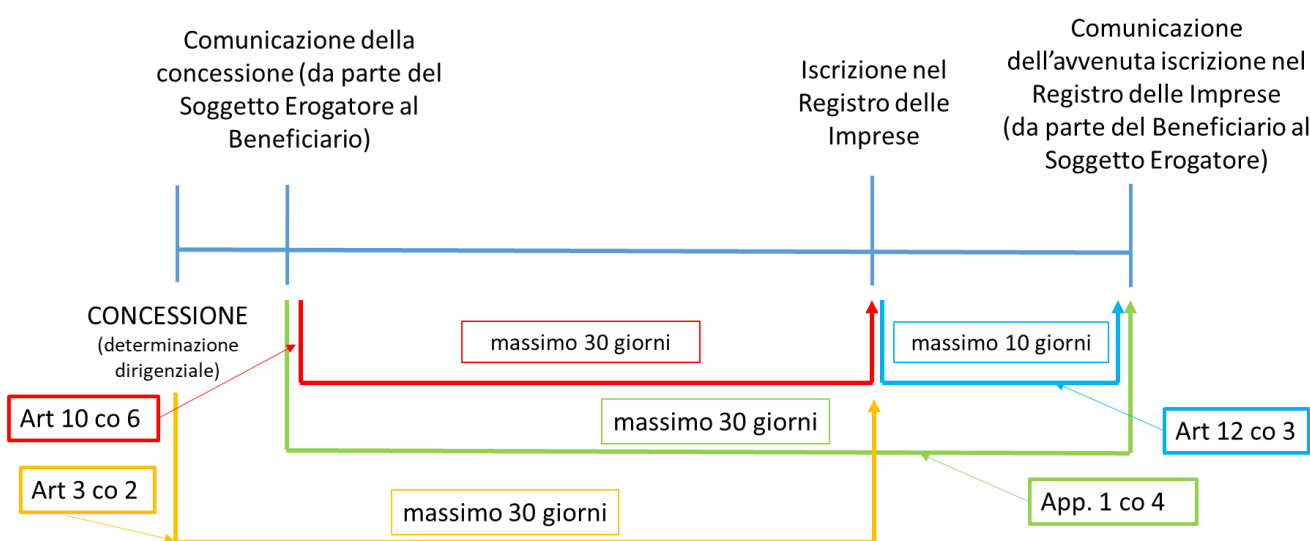 Comunicazione della
concessione (da parte del
Soggetto Erogatore al
Beneficiario)
Iscrizione nel
Registro delle
Imprese
Comunicazione
dell’avvenuta iscrizione nel
Registro delle Imprese
(da parte del Beneficiario al
Soggetto Erogatore)
CONCESSIONE
(determinazione
dirigenziale)
massimo 30 giorni
massimo 10 giorni
Art 10 co 6
massimo 30 giorni
Art 12 co 3
Art 3 co 2
massimo 30 giorni
App. 1 co 4